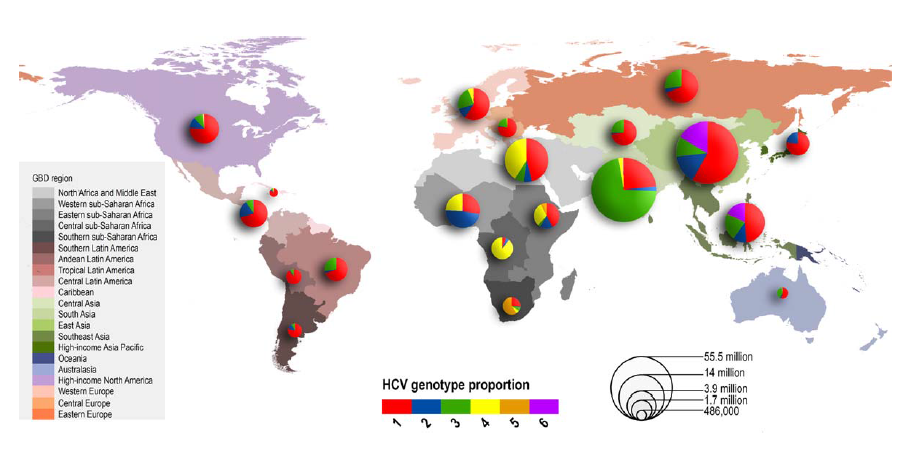 GBD region
North Africa and Middle East
Western sub-Saharan Africa
Eastern sub-Saharan Africa
Central sub-Saharan Africa
Southern sub-Saharan Africa
Southern Latin America
Andean Latin America
Tropical Latin America
Central Latin America
Caribbean
Central Asia
South Asia
East Asia
Southeast Asia
High-income Asia Pacific
Oceania
Australasia
High-income North America
Western Europe
Central Europe
Eastern Europe
HCV genotype proportion
1 2 3 4 5 6
55.5 million
14 million
3.9 million
1.7 million
486,000